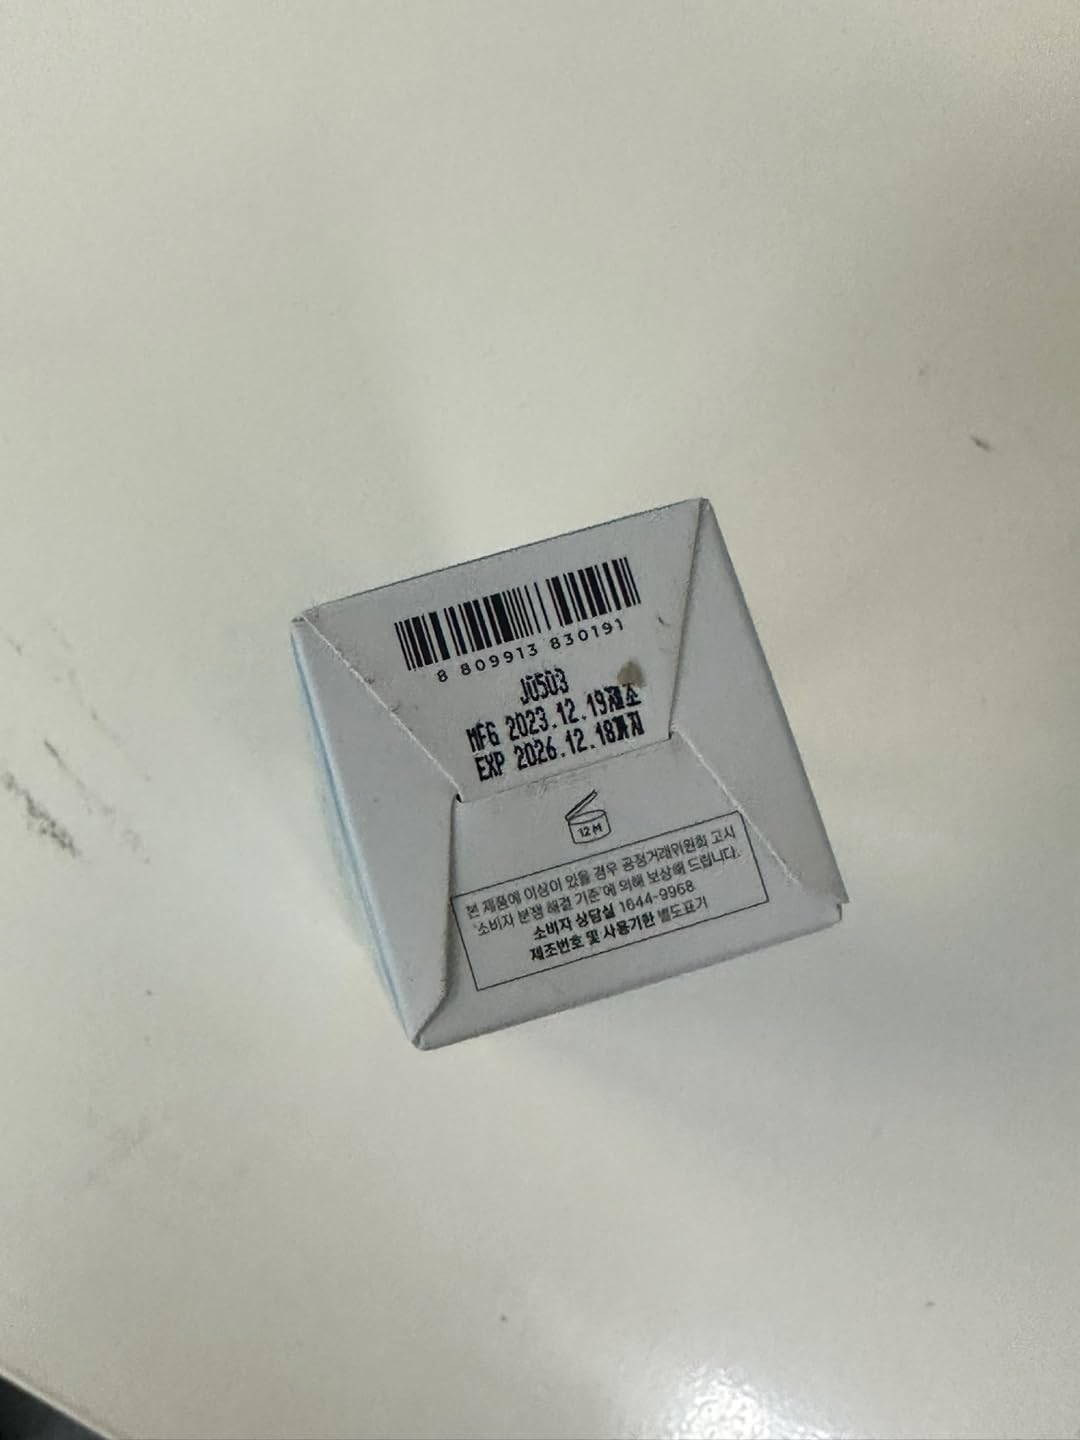 8 809913 830191
J0503
MFG 2023.12.19제조
EXP 2026.12.18까지
12M
본 제품에 이상이 있을 경우 공정거래위원회 고시
'소비자 분쟁 해결 기준'에 의해 보상해 드립니다.
소비자 상담실 1644-9968
제조번호 및 사용기한 별도표기